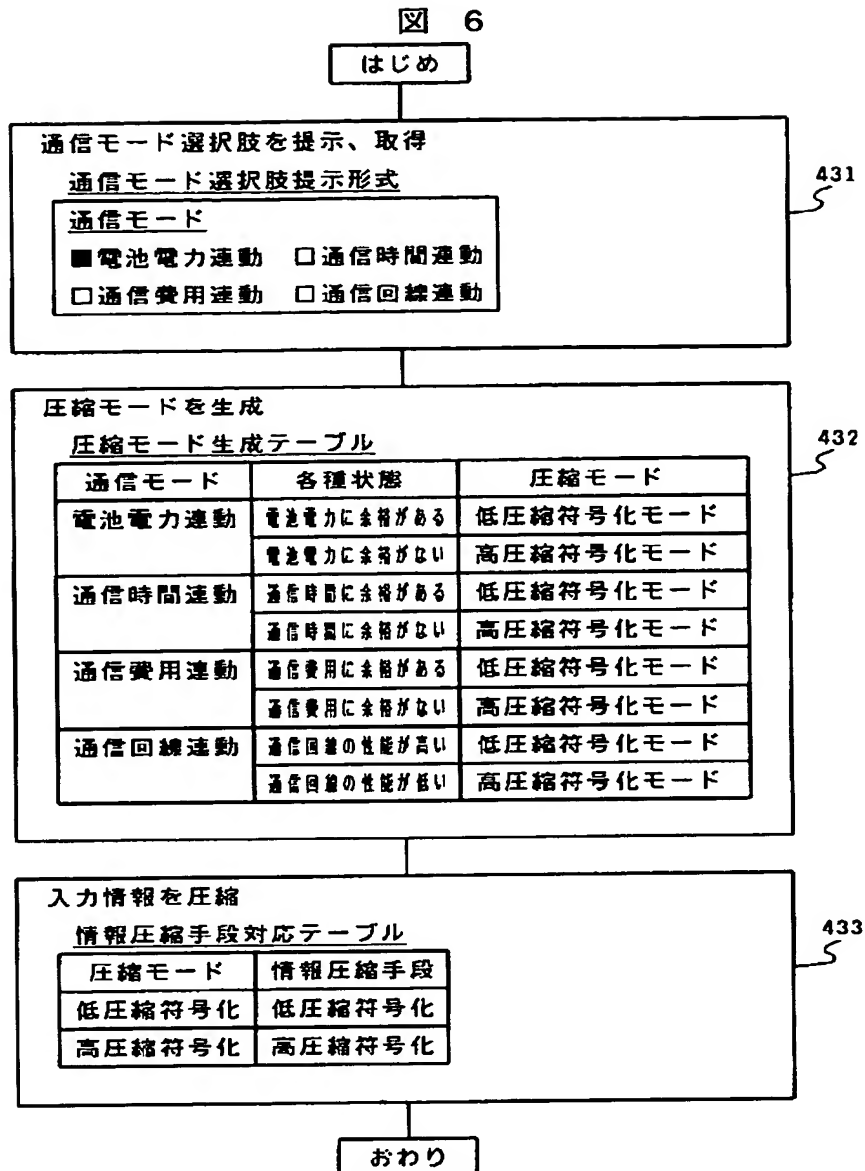 図 6
はじめ
通信モード選択肢を提示、取得
通信モード選択肢提示形式
431
通信モード
■電池電力連動 □通信時間連動
□通信費用連動 □通信回線連動
圧縮モードを生成
432
圧縮モード生成テーブル
通信モード 各種状態 圧縮モード
電池電力連動 電池電力に余裕がある 低圧縮符号化モード
電池電力に余裕がない 高圧縮符号化モード
通信時間連動 通信時間に余裕がある 低圧縮符号化モード
通信時間に余裕がない 高圧縮符号化モード
通信費用連動 通信費用に余裕がある 低圧縮符号化モード
通信費用に余裕がない 高圧縮符号化モード
通信回線連動 通信回線の性能が高い 低圧縮符号化モード
通信回線の性能が低い 高圧縮符号化モード
入力情報を圧縮
433
情報圧縮手段対応テーブル
圧縮モード 情報圧縮手段
低圧縮符号化 低圧縮符号化
高圧縮符号化 高圧縮符号化
おわり